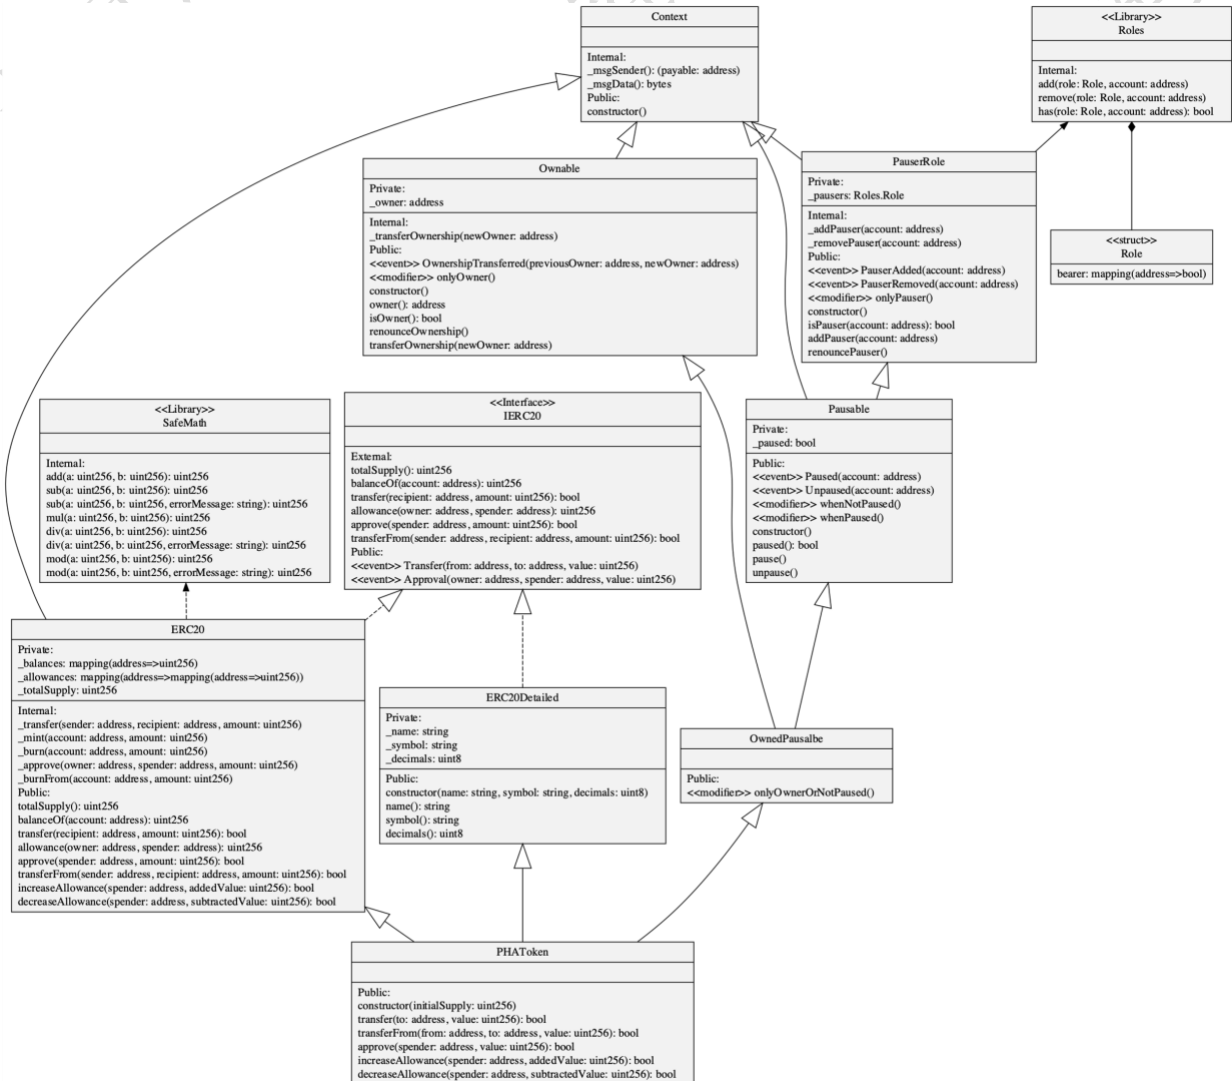 Context
Internal:
_msgSender(): (payable: address)
_msgData(): bytes
Public:
constructor()
<<Library>>
Roles
Internal:
add(role: Role, account: address)
remove(role: Role, account: address)
has(role: Role, account: address): bool
Ownable
Private:
_owner: address
Internal:
_transferOwnership(newOwner: address)
Public:
<<event>> OwnershipTransferred(previousOwner: address, newOwner: address)
<<modifier>> onlyOwner()
constructor()
owner(): address
isOwner(): bool
renounceOwnership()
transferOwnership(newOwner: address)
PauserRole
Private:
_pausers: Roles.Role
Internal:
_addPauser(account: address)
_removePauser(account: address)
Public:
<<event>> PauserAdded(account: address)
<<event>> PauserRemoved(account: address)
<<modifier>> onlyPauser()
constructor()
isPauser(account: address): bool
addPauser(account: address)
renouncePauser()
<<struct>>
Role
bearer: mapping(address=>bool)
<<Library>>
SafeMath
Internal:
add(a: uint256, b: uint256): uint256
sub(a: uint256, b: uint256): uint256
sub(a: uint256, b: uint256, errorMessage: string): uint256
mul(a: uint256, b: uint256): uint256
div(a: uint256, b: uint256): uint256
div(a: uint256, b: uint256, errorMessage: string): uint256
mod(a: uint256, b: uint256): uint256
mod(a: uint256, b: uint256, errorMessage: string): uint256
<<Interface>>
IERC20
External:
totalSupply(): uint256
balanceOf(account: address): uint256
transfer(recipient: address, amount: uint256): bool
allowance(owner: address, spender: address): uint256
approve(spender: address, amount: uint256): bool
transferFrom(sender: address, recipient: address, amount: uint256): bool
Public:
<<event>> Transfer(from: address, to: address, value: uint256)
<<event>> Approval(owner: address, spender: address, value: uint256)
Pausable
Private:
_paused: bool
Public:
<<event>> Paused(account: address)
<<event>> Unpaused(account: address)
<<modifier>> whenNotPaused()
<<modifier>> whenPaused()
constructor()
paused(): bool
pause()
unpause()
ERC20
Private:
_balances: mapping(address=>uint256)
_allowances: mapping(address=>mapping(address=>uint256))
_totalSupply: uint256
Internal:
_transfer(sender: address, recipient: address, amount: uint256)
_mint(account: address, amount: uint256)
_burn(account: address, amount: uint256)
_approve(owner: address, spender: address, amount: uint256)
_burnFrom(account: address, amount: uint256)
Public:
totalSupply(): uint256
balanceOf(account: address): uint256
transfer(recipient: address, amount: uint256): bool
allowance(owner: address, spender: address): uint256
approve(spender: address, amount: uint256): bool
transferFrom(sender: address, recipient: address, amount: uint256): bool
increaseAllowance(spender: address, addedValue: uint256): bool
decreaseAllowance(spender: address, subtractedValue: uint256): bool
ERC20Detailed
Private:
_name: string
_symbol: string
_decimals: uint8
Public:
constructor(name: string, symbol: string, decimals: uint8)
name(): string
symbol(): string
decimals(): uint8
OwnedPausalbe
Public:
<<modifier>> onlyOwnerOrNotPaused()
PHAToken
Public:
constructor(initialSupply: uint256)
transfer(to: address, value: uint256): bool
transferFrom(from: address, to: address, value: uint256): bool
approve(spender: address, value: uint256): bool
increaseAllowance(spender: address, addedValue: uint256): bool
decreaseAllowance(spender: address, subtractedValue: uint256): bool